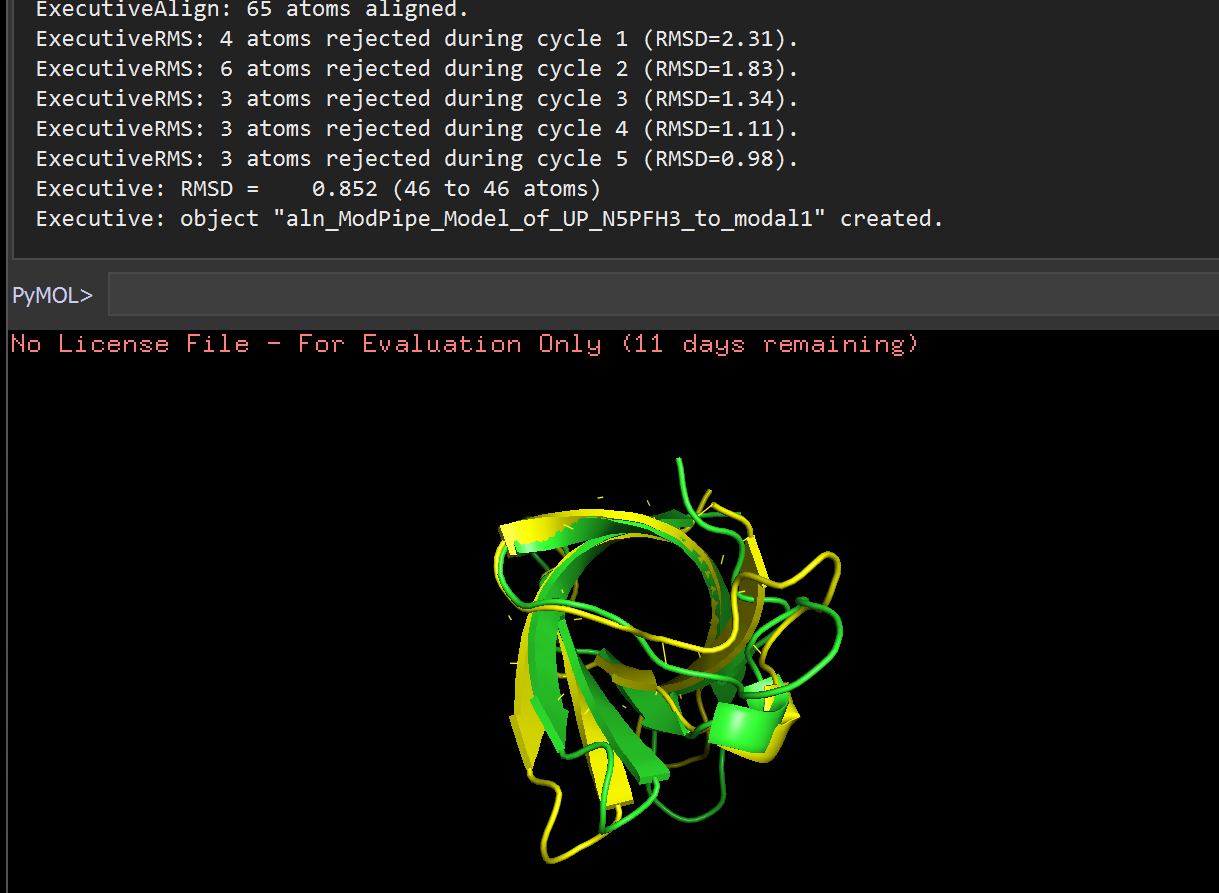 ExecutiveAlign: 65 atoms aligned.
ExecutiveRMS: 4 atoms rejected during cycle 1 (RMSD=2.31).
ExecutiveRMS: 6 atoms rejected during cycle 2 (RMSD=1.83).
ExecutiveRMS: 3 atoms rejected during cycle 3 (RMSD=1.34).
ExecutiveRMS: 3 atoms rejected during cycle 4 (RMSD=1.11).
ExecutiveRMS: 3 atoms rejected during cycle 5 (RMSD=0.98).
Executive: RMSD =    0.852 (46 to 46 atoms)
Executive: object "aln_ModPipe_Model_of_UP_N5PFH3_to_modal1" created.
PyMOL>
No License File - For Evaluation Only (11 days remaining)